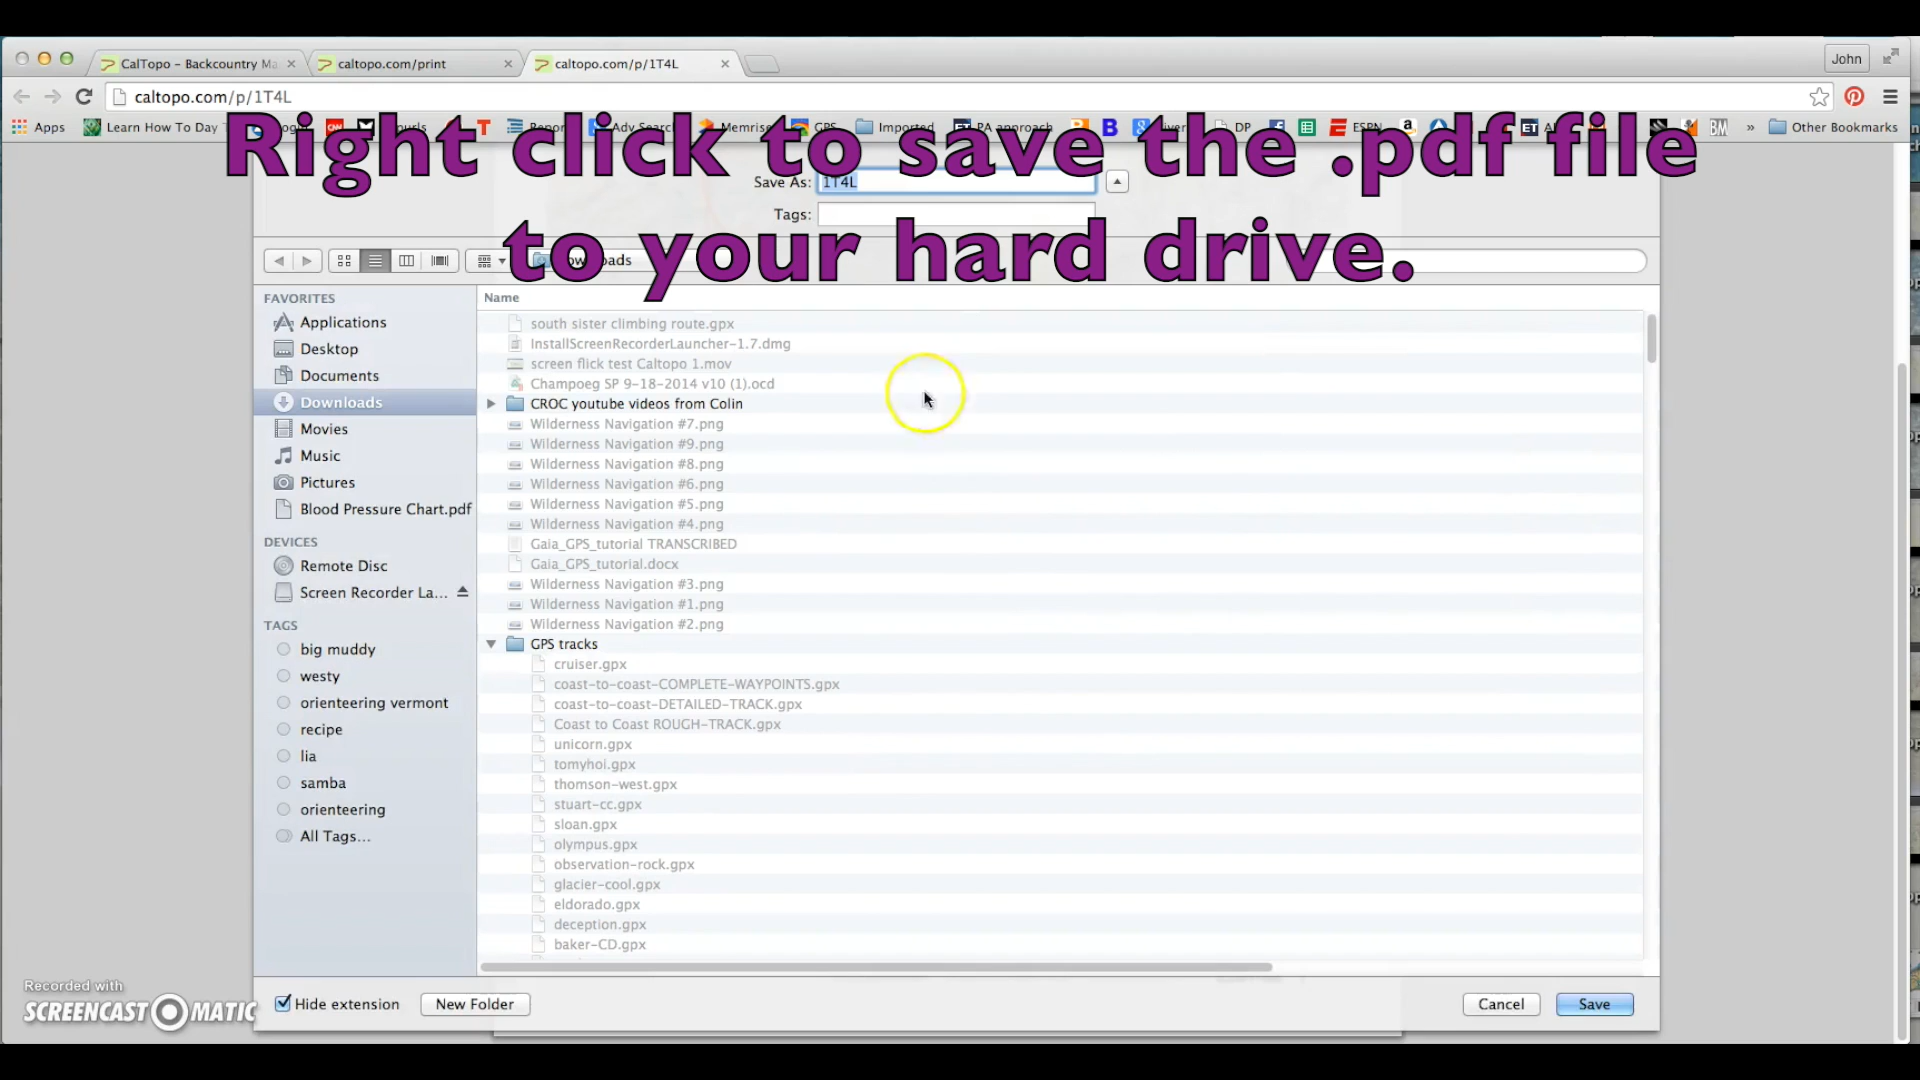 CalTopo - Backcountry Ma
caltopo.com/print
caltopo.com/p/1T4L
John
caltopo.com/p/1T4L
Apps
Learn How To Day
Memrise
GPS
Imported
PA approach
DP
ESPN
»
Other Bookmarks
Right click to save the .pdf file
to your hard drive.
Save As: 1T4L
Tags:
FAVORITES
Applications
Desktop
Documents
Downloads
Movies
Music
Pictures
Blood Pressure Chart.pdf
DEVICES
Remote Disc
Screen Recorder La...
TAGS
big muddy
westy
orienteering vermont
recipe
lia
samba
orienteering
All Tags...
Name
south sister climbing route.gpx
InstallScreenRecorderLauncher-1.7.dmg
screen flick test Caltopo 1.mov
Champoeg SP 9-18-2014 v10 (1).ocd
CROC youtube videos from Colin
Wilderness Navigation #7.png
Wilderness Navigation #9.png
Wilderness Navigation #8.png
Wilderness Navigation #6.png
Wilderness Navigation #5.png
Wilderness Navigation #4.png
Gaia_GPS_tutorial TRANSCRIBED
Gaia_GPS_tutorial.docx
Wilderness Navigation #3.png
Wilderness Navigation #1.png
Wilderness Navigation #2.png
GPS tracks
cruiser.gpx
coast-to-coast-COMPLETE-WAYPOINTS.gpx
coast-to-coast-DETAILED-TRACK.gpx
Coast to Coast ROUGH-TRACK.gpx
unicorn.gpx
tomyhoi.gpx
thomson-west.gpx
stuart-cc.gpx
sloan.gpx
olympus.gpx
observation-rock.gpx
glacier-cool.gpx
eldorado.gpx
deception.gpx
baker-CD.gpx
Hide extension
New Folder
Cancel
Save
Recorded with
SCREENCAST MATIC